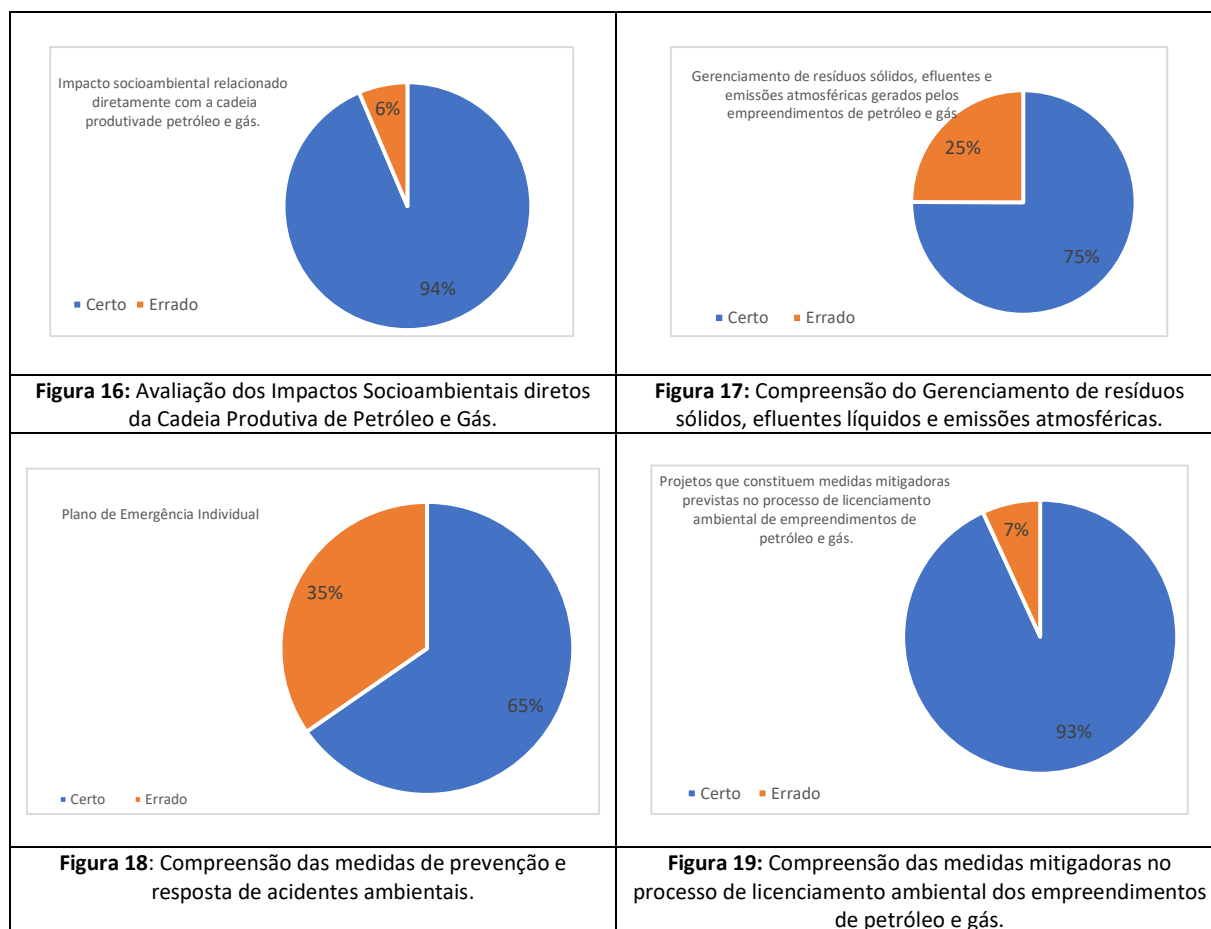 Impacto socioambiental relacionado
diretamente com a cadeia
produtivade petróleo e gás.
6%
94%
Certo Errado
Figura 16: Avaliação dos Impactos Socioambientais diretos
da Cadeia Produtiva de Petróleo e Gás.
Gerenciamento de resíduos sólidos, efluentes e
emissões atmosféricas gerados pelos
empreendimentos de petróleo e gás
25%
75%
Certo Errado
Figura 17: Compreensão do Gerenciamento de resíduos
sólidos, efluentes líquidos e emissões atmosféricas.
Plano de Emergência Individual
35%
65%
Certo Errado
Figura 18: Compreensão das medidas de prevenção e
resposta de acidentes ambientais.
Projetos que constituem medidas mitigadoras
previstas no processo de licenciamento
ambiental de empreendimentos de
petróleo e gás.
7%
93%
Certo Errado
Figura 19: Compreensão das medidas mitigadoras no
processo de licenciamento ambiental dos empreendimentos
de petróleo e gás.